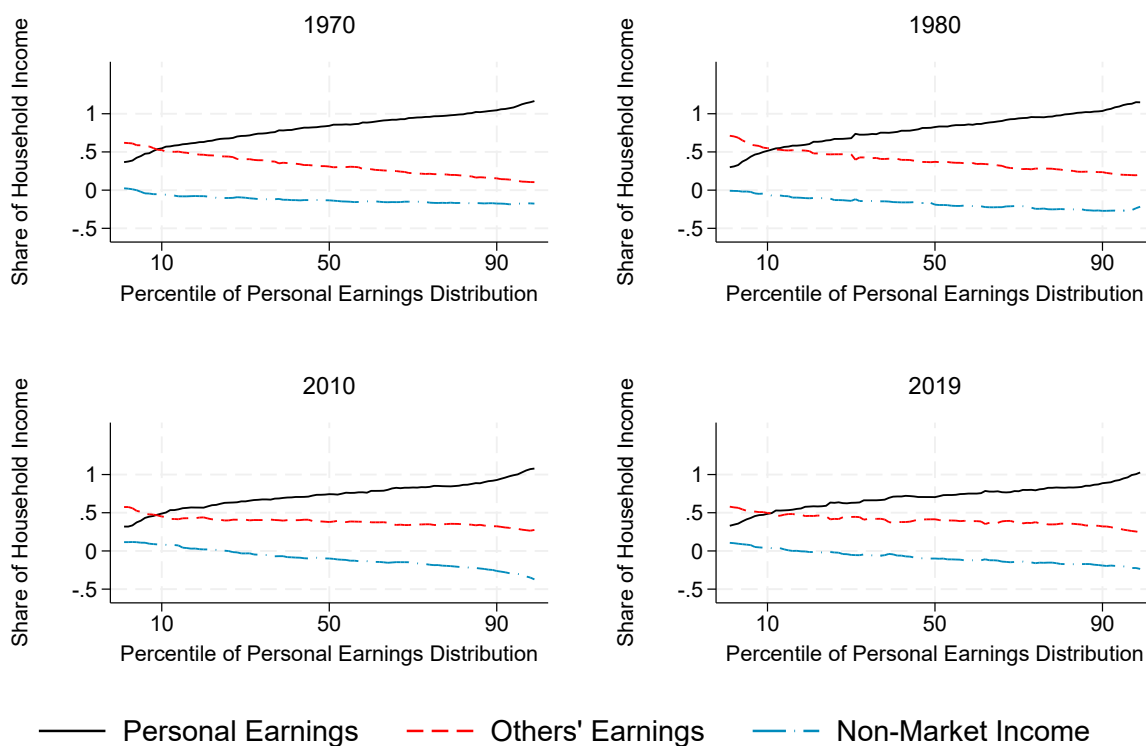 1970
Share of Household Income
1
.5
0
-.5
10 50 90
Percentile of Personal Earnings Distribution
1980
Share of Household Income
1
.5
0
-.5
10 50 90
Percentile of Personal Earnings Distribution
2010
Share of Household Income
1
.5
0
-.5
10 50 90
Percentile of Personal Earnings Distribution
2019
Share of Household Income
1
.5
0
-.5
10 50 90
Percentile of Personal Earnings Distribution
Personal Earnings Others' Earnings Non-Market Income